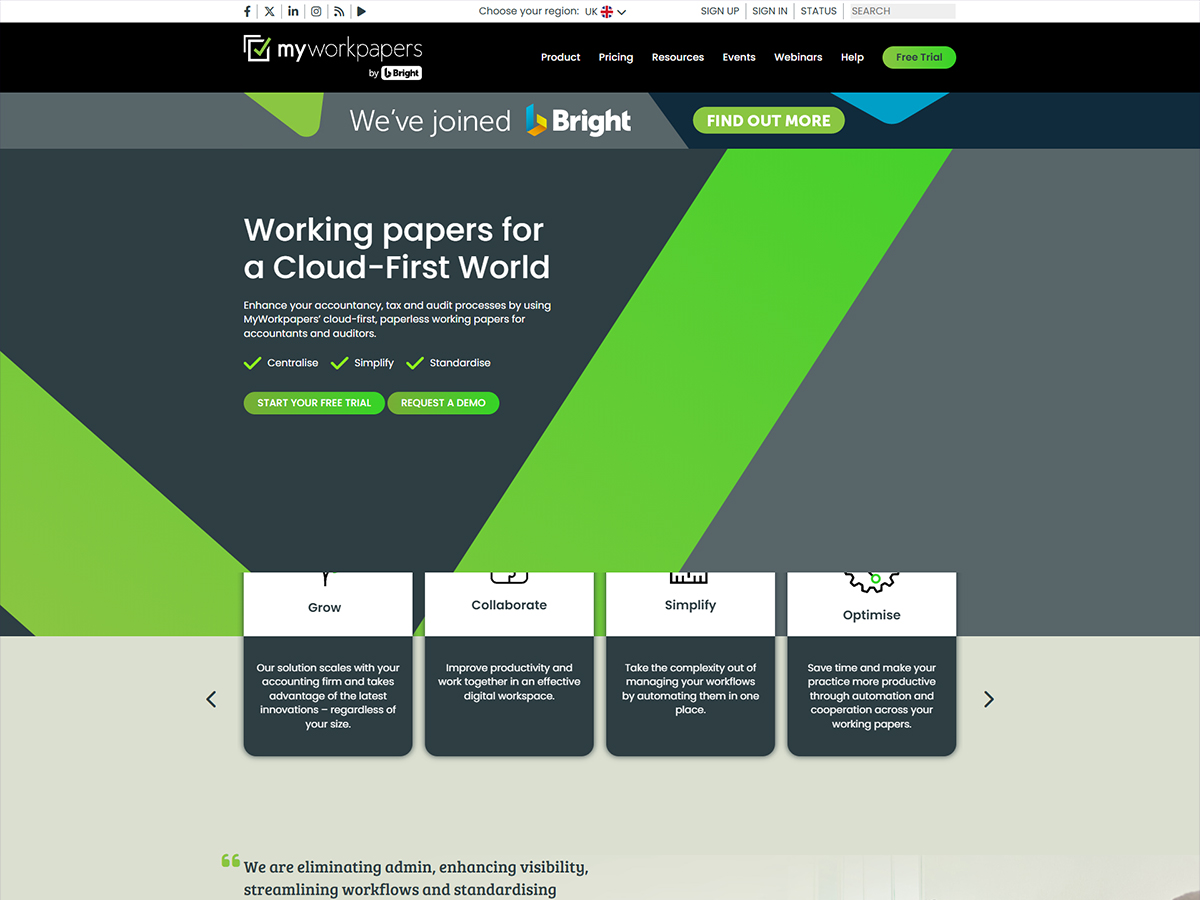 Choose your region: UK
SIGN UP SIGN IN STATUS SEARCH
myworkpapers
by Bright
Product Pricing Resources Events Webinars Help Free Trial
We've joined Bright FIND OUT MORE
Working papers for
a Cloud-First World
Enhance your accountancy, tax and audit processes by using
MyWorkpapers' cloud-first, paperless working papers for
accountants and auditors.
Centralise Simplify Standardise
START YOUR FREE TRIAL REQUEST A DEMO
Grow
Our solution scales with your
accounting firm and takes
advantage of the latest
innovations – regardless of
your size.
Collaborate
Improve productivity and
work together in an effective
digital workspace.
Simplify
Take the complexity out of
managing your workflows
by automating them in one
place.
Optimise
Save time and make your
practice more productive
through automation and
cooperation across your
working papers.
“ We are eliminating admin, enhancing visibility,
streamlining workflows and standardising